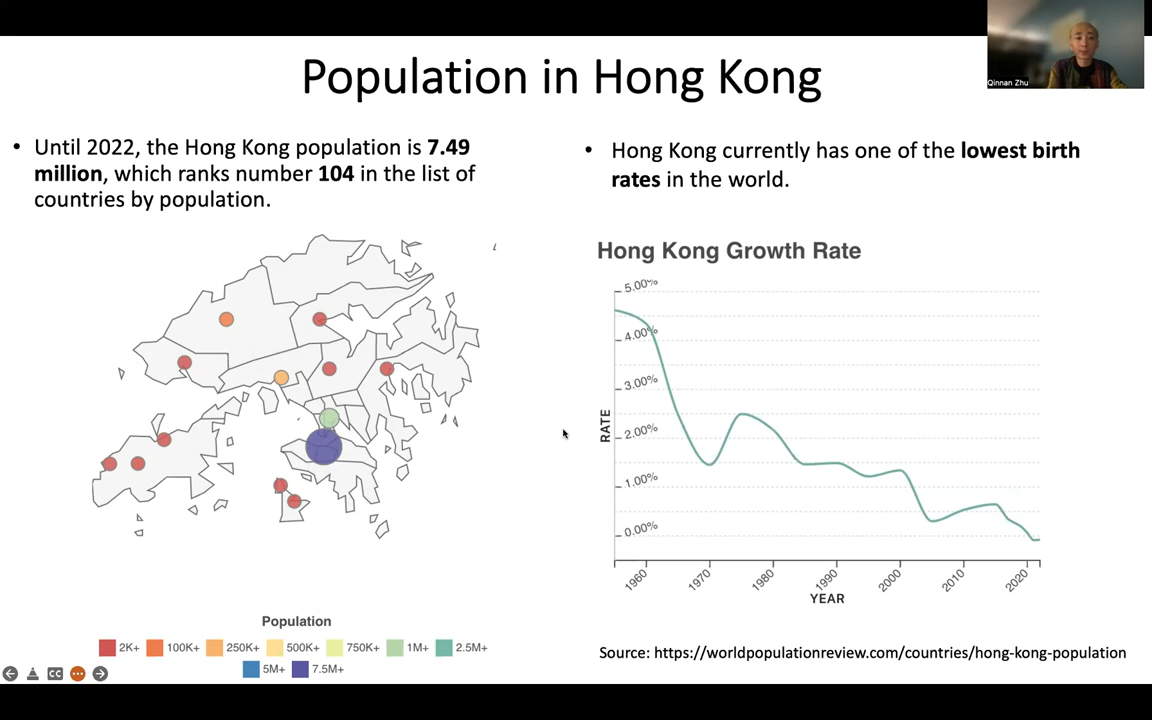 Population in Hong Kong
Qinnan Zhu
• Until 2022, the Hong Kong population is 7.49
million, which ranks number 104 in the list of
countries by population.
• Hong Kong currently has one of the lowest birth
rates in the world.
Hong Kong Growth Rate
5.00%
4.00%
3.00%
2.00%
1.00%
0.00%
RATE
1960
1970
1980
1990
2000
2010
2020
YEAR
Population
2K+ 100K+ 250K+ 500K+ 750K+ 1M+ 2.5M+
5M+ 7.5M+
Source: https://worldpopulationreview.com/countries/hong-kong-population
CC